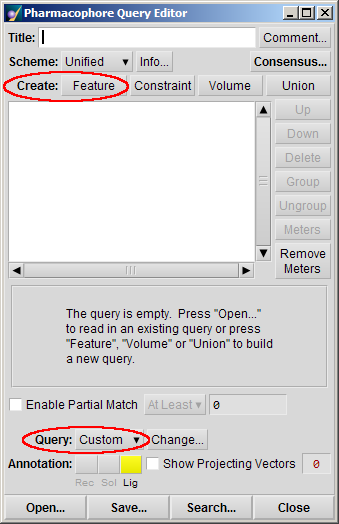 Pharmacophore Query Editor
Title: Comment...
Scheme: Unified Info... Consensus...
Create: Feature Constraint Volume Union
Up
Down
Delete
Group
Ungroup
Meters
Remove
Meters
The query is empty. Press "Open..."
to read in an existing query or press
"Feature", "Volume" or "Union" to build
a new query.
Enable Partial Match At Least 0
Query: Custom Change...
Annotation: Show Projecting Vectors 0
Rec Sol Lig
Open... Save... Search... Close